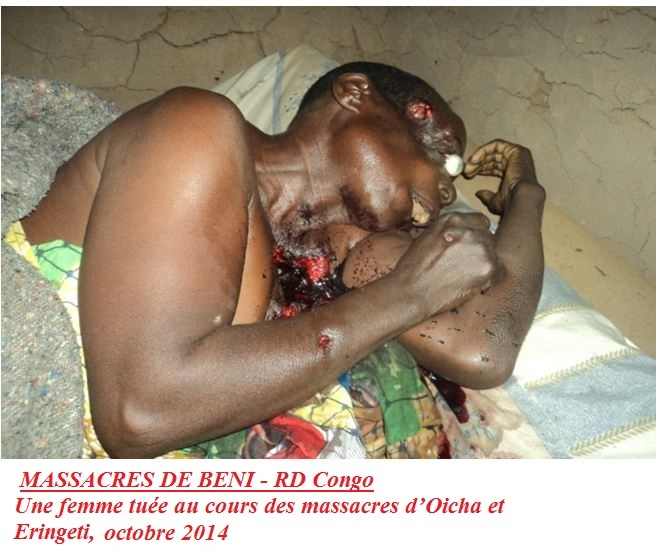 MASSACRES DE BENI - RD Congo
Une femme tuée au cours des massacres d'Oicha et
Eringeti, octobre 2014